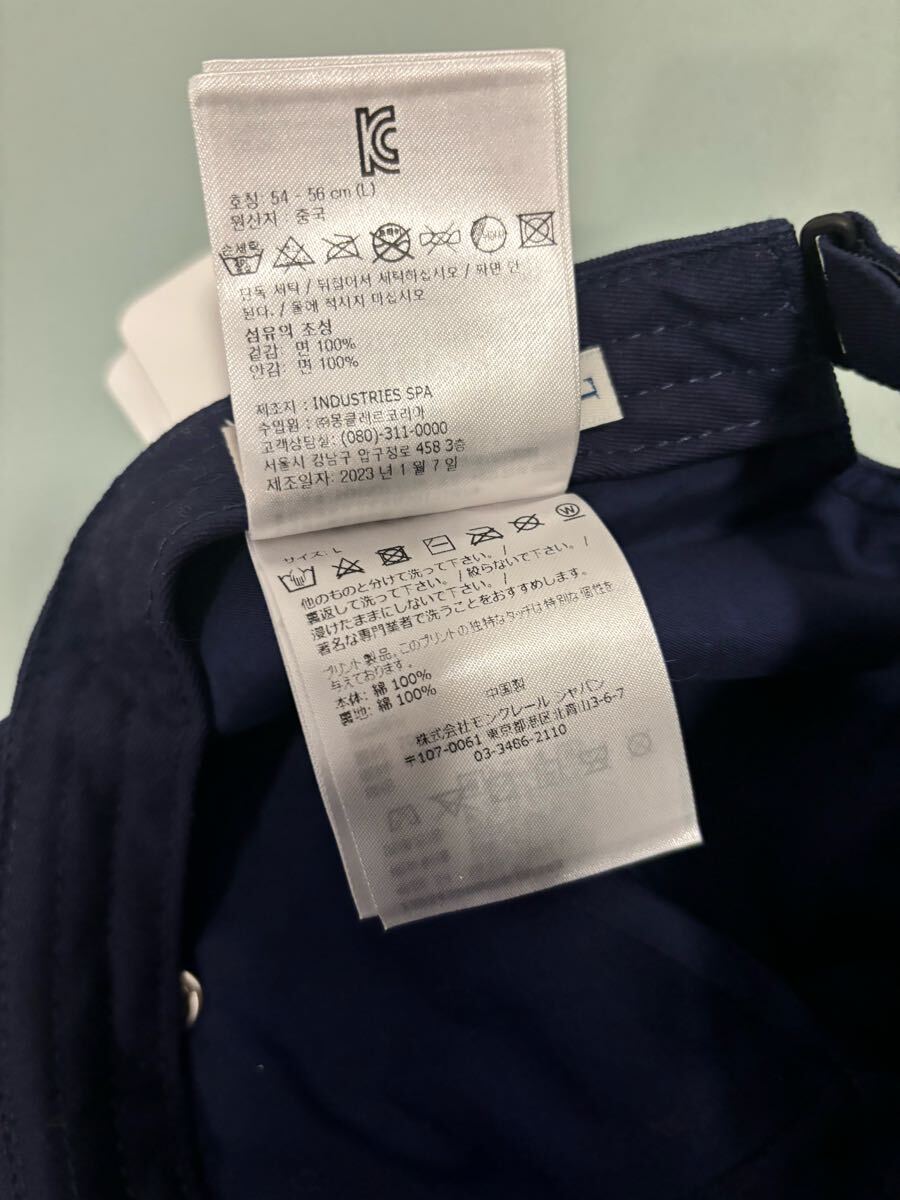 호칭: 54 - 56 cm (L)
원산지 : 중국
손세탁
단독 세탁 / 뒤집어서 세탁하십시오 / 짜면 안
된다. / 물에 적시지 마십시오
섬유의 조성
겉감: 면 100%
안감: 면 100%
제조자 : INDUSTRIES SPA
수입원 : ㈜몽클레르코리아
고객상담실: (080)-311-0000
서울시 강남구 압구정로 458 3층
제조일자: 2023 년 1 월 7 일
L
サイズ: L
W
他のものと分けて洗って下さい。/
裏返して洗って下さい。/ 絞らないで下さい。/
浸けたままにしないで下さい。/
著名な専門業者で洗うことをおすすめします。
プリント製品。このプリントの独特なタッチは特別な個性を
与えております。
本体: 綿 100%
裏地: 綿 100%
中国製
株式会社モンクレール ジャパン
〒107-0061 東京都港区北青山3-6-7
03-3486-2110